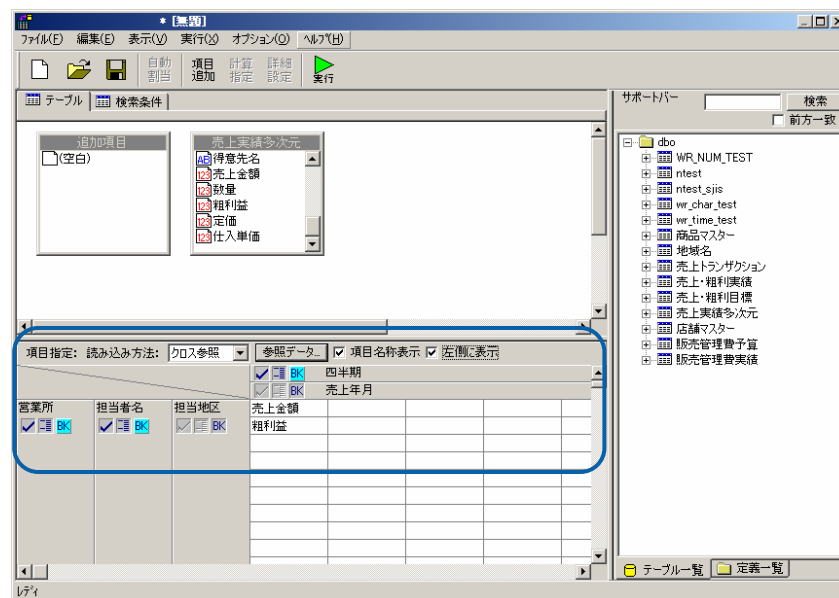 * [無題]
ファイル(F) 編集(E) 表示(V) 実行(X) オプション(O) ヘルプ(H)
自動割当 項目追加 計算指定 詳細設定 実行
テーブル 検索条件
追加項目
(空白)
売上実績多次元
AB 得意先名
123 売上金額
123 数量
123 粗利益
123 定価
123 仕入単価
項目指定: 読み込み方法: クロス参照 参照データ... 項目名称表示 左側に表示
BK 四半期
BK 売上年月
営業所 担当者名 担当地区 売上金額
BK BK BK 粗利益
サポートバー 検索
前方一致
dbo
WR_NUM_TEST
ntest
ntest_sjis
wr_char_test
wr_time_test
商品マスター
地域名
売上トランザクション
売上・粗利実績
売上・粗利目標
売上実績多次元
店舗マスター
販売管理費予算
販売管理費実績
テーブル一覧 定義一覧
レディ